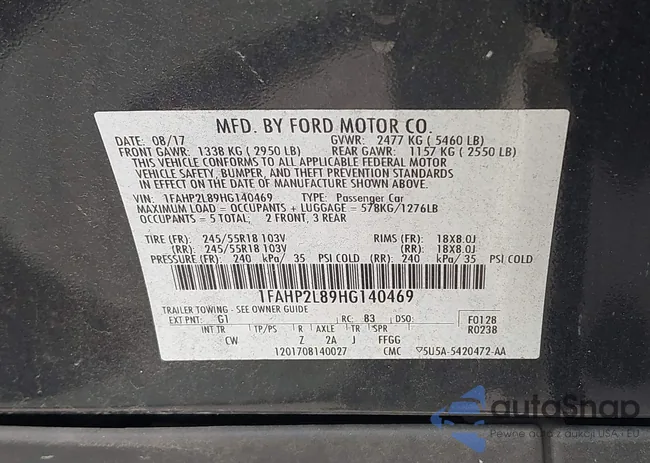 MFD. BY FORD MOTOR CO.
DATE: 08/17 GVWR: 2477 KG ( 5460 LB)
FRONT GAWR: 1338 KG ( 2950 LB) REAR GAWR: 1157 KG ( 2550 LB)
THIS VEHICLE CONFORMS TO ALL APPLICABLE FEDERAL MOTOR
VEHICLE SAFETY, BUMPER, AND THEFT PREVENTION STANDARDS
IN EFFECT ON THE DATE OF MANUFACTURE SHOWN ABOVE.
VIN: 1FAHP2L89HG140469 TYPE: Passenger Car
MAXIMUM LOAD = OCCUPANTS + LUGGAGE = 578KG/1276LB
OCCUPANTS = 5 TOTAL; 2 FRONT, 3 REAR
TIRE (FR): 245/55R18 103V RIMS (FR): 18X8.0J
(RR): 245/55R18 103V (RR): 18X8.0J
PRESSURE (FR): 240 kPa/ 35 PSI COLD (RR): 240 kPa/ 35 PSI COLD
1FAHP2L89HG140469
TRAILER TOWING - SEE OWNER GUIDE
EXT PNT: G1 RC: 83 DSO: F0128
INT TR TP/PS R AXLE TR SPR R0238
CW Z 2A J FFGG
1201708140027 CMC 5U5A-5420472-AA
autoSnap
Pewne auta z aukcji USA i EU